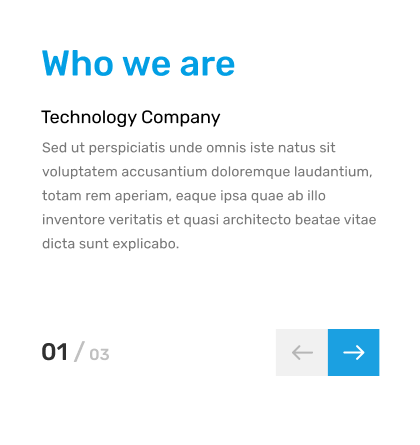 Who we are
Technology Company
Sed ut perspiciatis unde omnis iste natus sit
voluptatem accusantium doloremque laudantium,
totam rem aperiam, eaque ipsa quae ab illo
inventore veritatis et quasi architecto beatae vitae
dicta sunt explicabo.
01 / 03